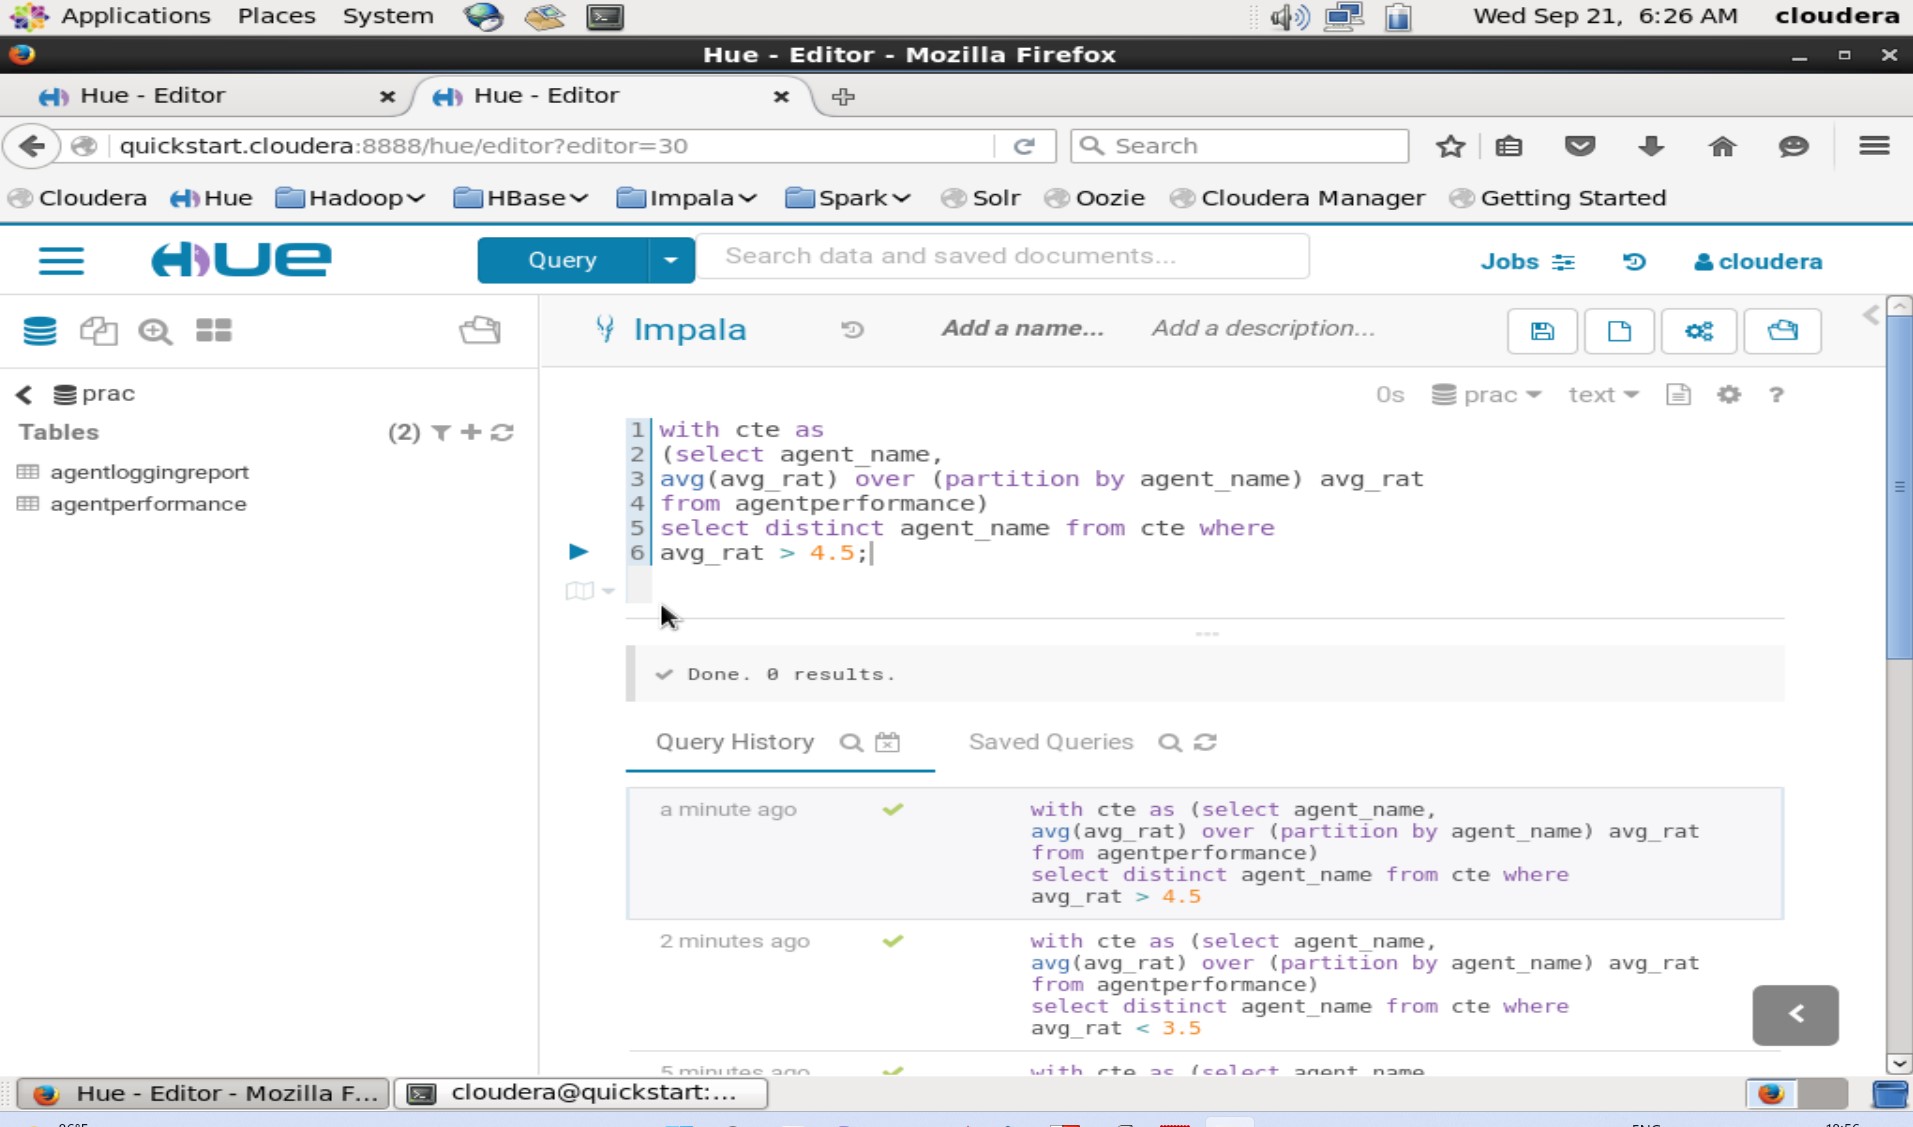 Applications Places System Wed Sep 21, 6:26 AM cloudera
Hue - Editor - Mozilla Firefox
Hue - Editor Hue - Editor
quickstart.cloudera:8888/hue/editor?editor=30 Search
Cloudera Hue Hadoop HBase Impala Spark Solr Oozie Cloudera Manager Getting Started
HUE Query Search data and saved documents... Jobs cloudera
Impala Add a name... Add a description...
prac 0s prac text ?
Tables (2)
agentloggingreport
agentperformance
1 with cte as
2 (select agent_name,
3 avg(avg_rat) over (partition by agent_name) avg_rat
4 from agentperformance)
5 select distinct agent_name from cte where
6 avg_rat > 4.5;
Done. 0 results.
Query History Saved Queries
a minute ago with cte as (select agent_name,
avg(avg_rat) over (partition by agent_name) avg_rat
from agentperformance)
select distinct agent_name from cte where
avg_rat > 4.5
2 minutes ago with cte as (select agent_name,
avg(avg_rat) over (partition by agent_name) avg_rat
from agentperformance)
select distinct agent_name from cte where
avg_rat < 3.5
5 minutes ago with cte as (select agent_name
Hue - Editor - Mozilla F... cloudera@quickstart:...